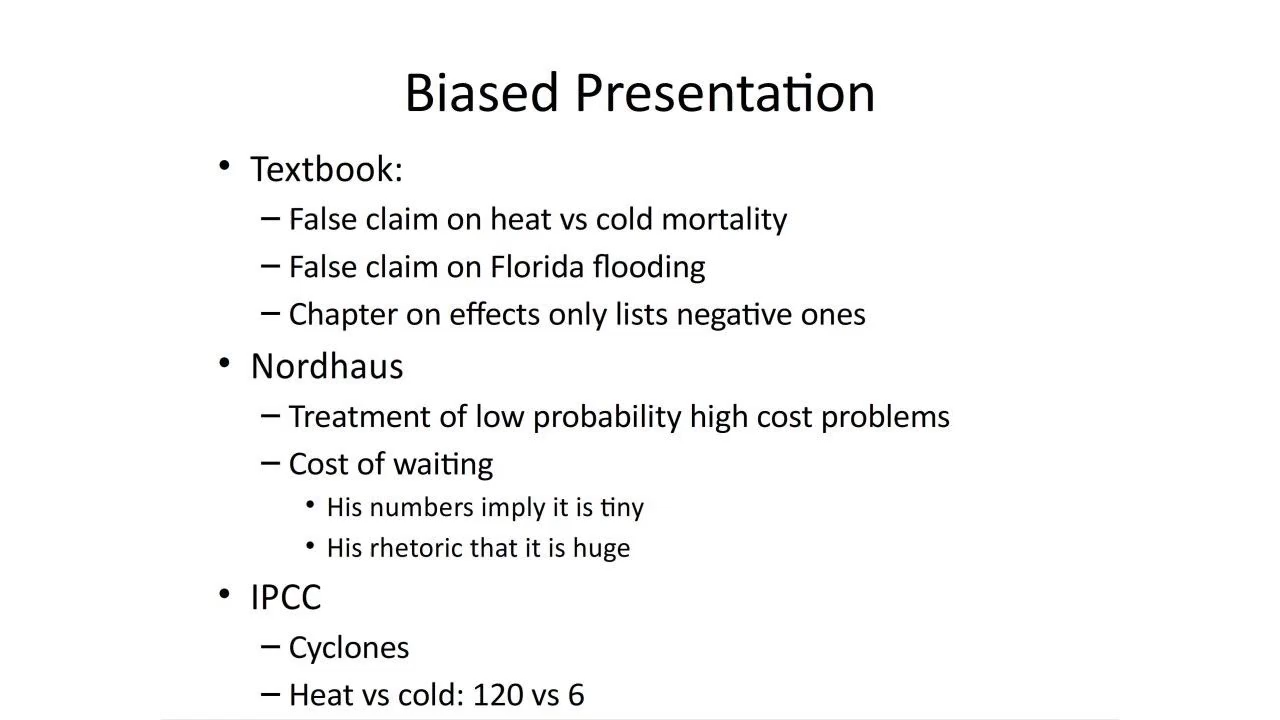 Biased Presentation
• Textbook:
– False claim on heat vs cold mortality
– False claim on Florida flooding
– Chapter on effects only lists negative ones
• Nordhaus
– Treatment of low probability high cost problems
– Cost of waiting
• His numbers imply it is tiny
• His rhetoric that it is huge
• IPCC
– Cyclones
– Heat vs cold: 120 vs 6